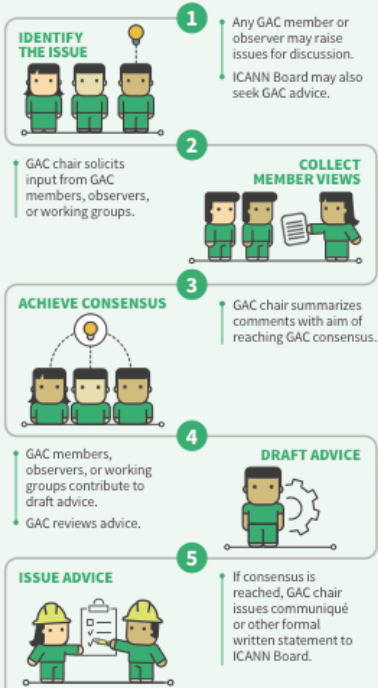 1
IDENTIFY
THE ISSUE
Any GAC member or
observer may raise
issues for discussion.
ICANN Board may also
seek GAC advice.
2
COLLECT
MEMBER VIEWS
GAC chair solicits
input from GAC
members, observers,
or working groups.
3
ACHIEVE CONSENSUS
GAC chair summarizes
comments with aim of
reaching GAC consensus.
4
DRAFT ADVICE
GAC members,
observers, or working
groups contribute to
draft advice.
GAC reviews advice.
5
ISSUE ADVICE
If consensus is
reached, GAC chair
issues communiqué
or other formal
written statement to
ICANN Board.